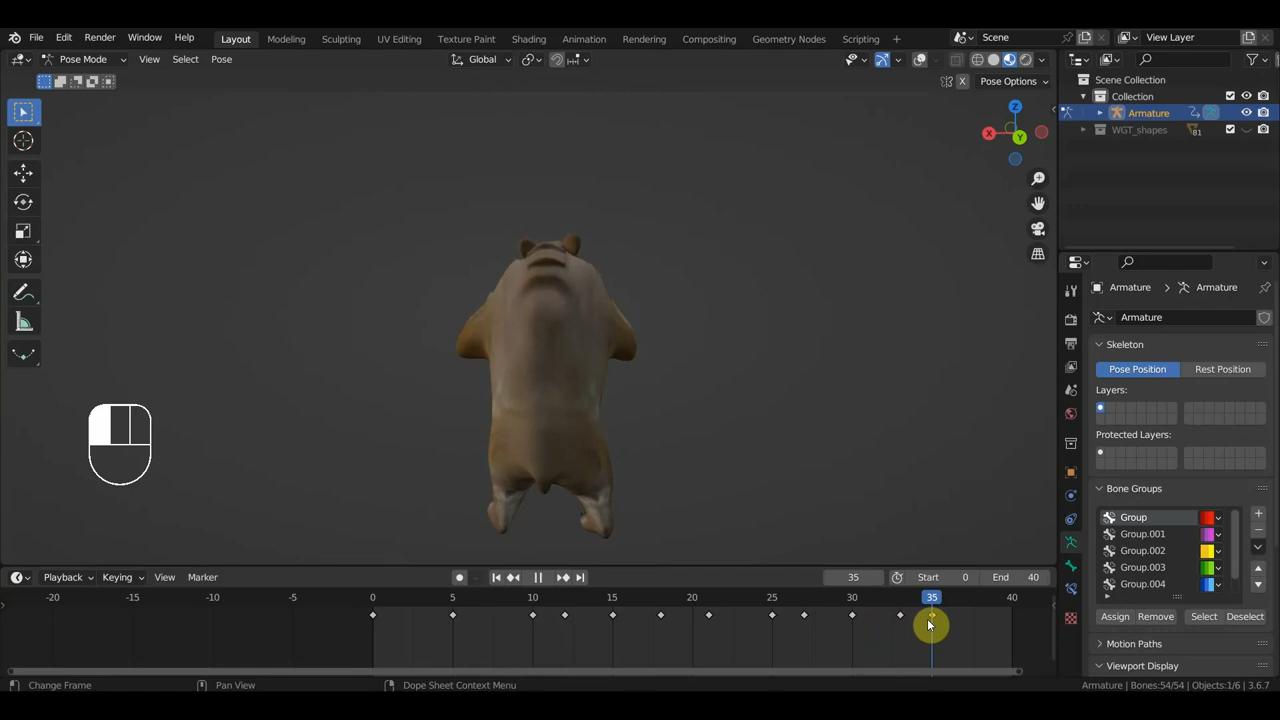 File Edit Render Window Help Layout Modeling Sculpting UV Editing Texture Paint Shading Animation Rendering Compositing Geometry Nodes Scripting + Scene View Layer
Pose Mode View Select Pose Global
X Pose Options
Scene Collection
Collection
Armature
WGT_shapes 81
Z
X Y
Armature > Armature
Armature
Skeleton
Pose Position Rest Position
Layers:
Protected Layers:
Bone Groups
Group
Group.001
Group.002
Group.003
Group.004
Assign Remove Select Deselect
Motion Paths
Viewport Display
Playback Keying View Marker 35 Start 0 End 40
-20 -15 -10 -5 0 5 10 15 20 25 30 35 40
Change Frame Pan View Dope Sheet Context Menu Armature | Bones:54/54 | Objects:1/6 | 3.6.7